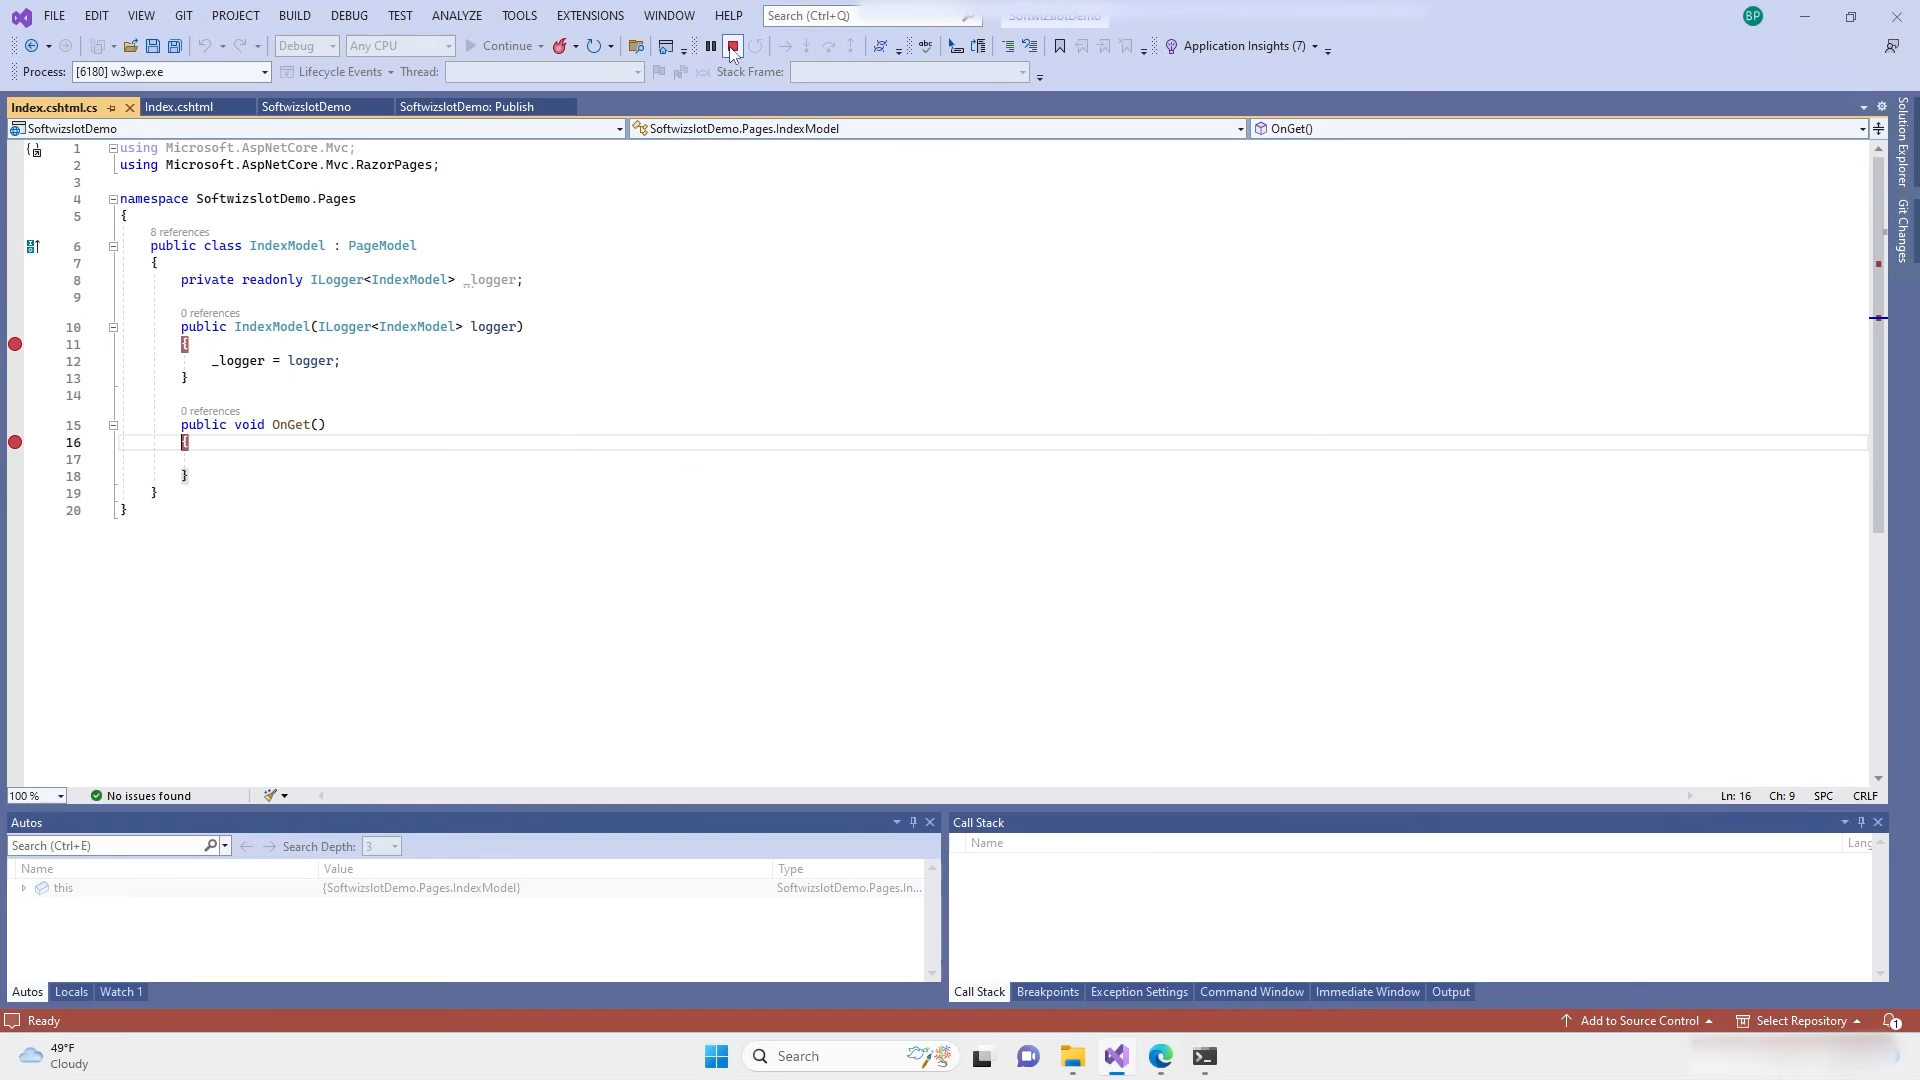 FILE EDIT VIEW GIT PROJECT BUILD DEBUG TEST ANALYZE TOOLS EXTENSIONS WINDOW HELP Search (Ctrl+Q) SoftwizslotDemo BP
Debug Any CPU Continue abc Application Insights (7)
Process: [6180] w3wp.exe Lifecycle Events Thread: Stack Frame:
Index.cshtml.cs Index.cshtml SoftwizslotDemo SoftwizslotDemo: Publish
SoftwizslotDemo SoftwizslotDemo.Pages.IndexModel OnGet()
1 using Microsoft.AspNetCore.Mvc;
2 using Microsoft.AspNetCore.Mvc.RazorPages;
3
4 namespace SoftwizslotDemo.Pages
5 {
8 references
6 public class IndexModel : PageModel
7 {
8 private readonly ILogger<IndexModel> _logger;
9
0 references
10 public IndexModel(ILogger<IndexModel> logger)
11 {
12 _logger = logger;
13 }
14
0 references
15 public void OnGet()
16 {
17
18 }
19 }
20 }
Solution Explorer
Git Changes
100 % No issues found Ln: 16 Ch: 9 SPC CRLF
Autos
Search (Ctrl+E) Search Depth: 3
Name Value Type
this {SoftwizslotDemo.Pages.IndexModel} SoftwizslotDemo.Pages.In...
Autos Locals Watch 1
Call Stack
Name Lang
Call Stack Breakpoints Exception Settings Command Window Immediate Window Output
Ready Add to Source Control Select Repository 1
49°F
Cloudy
Search